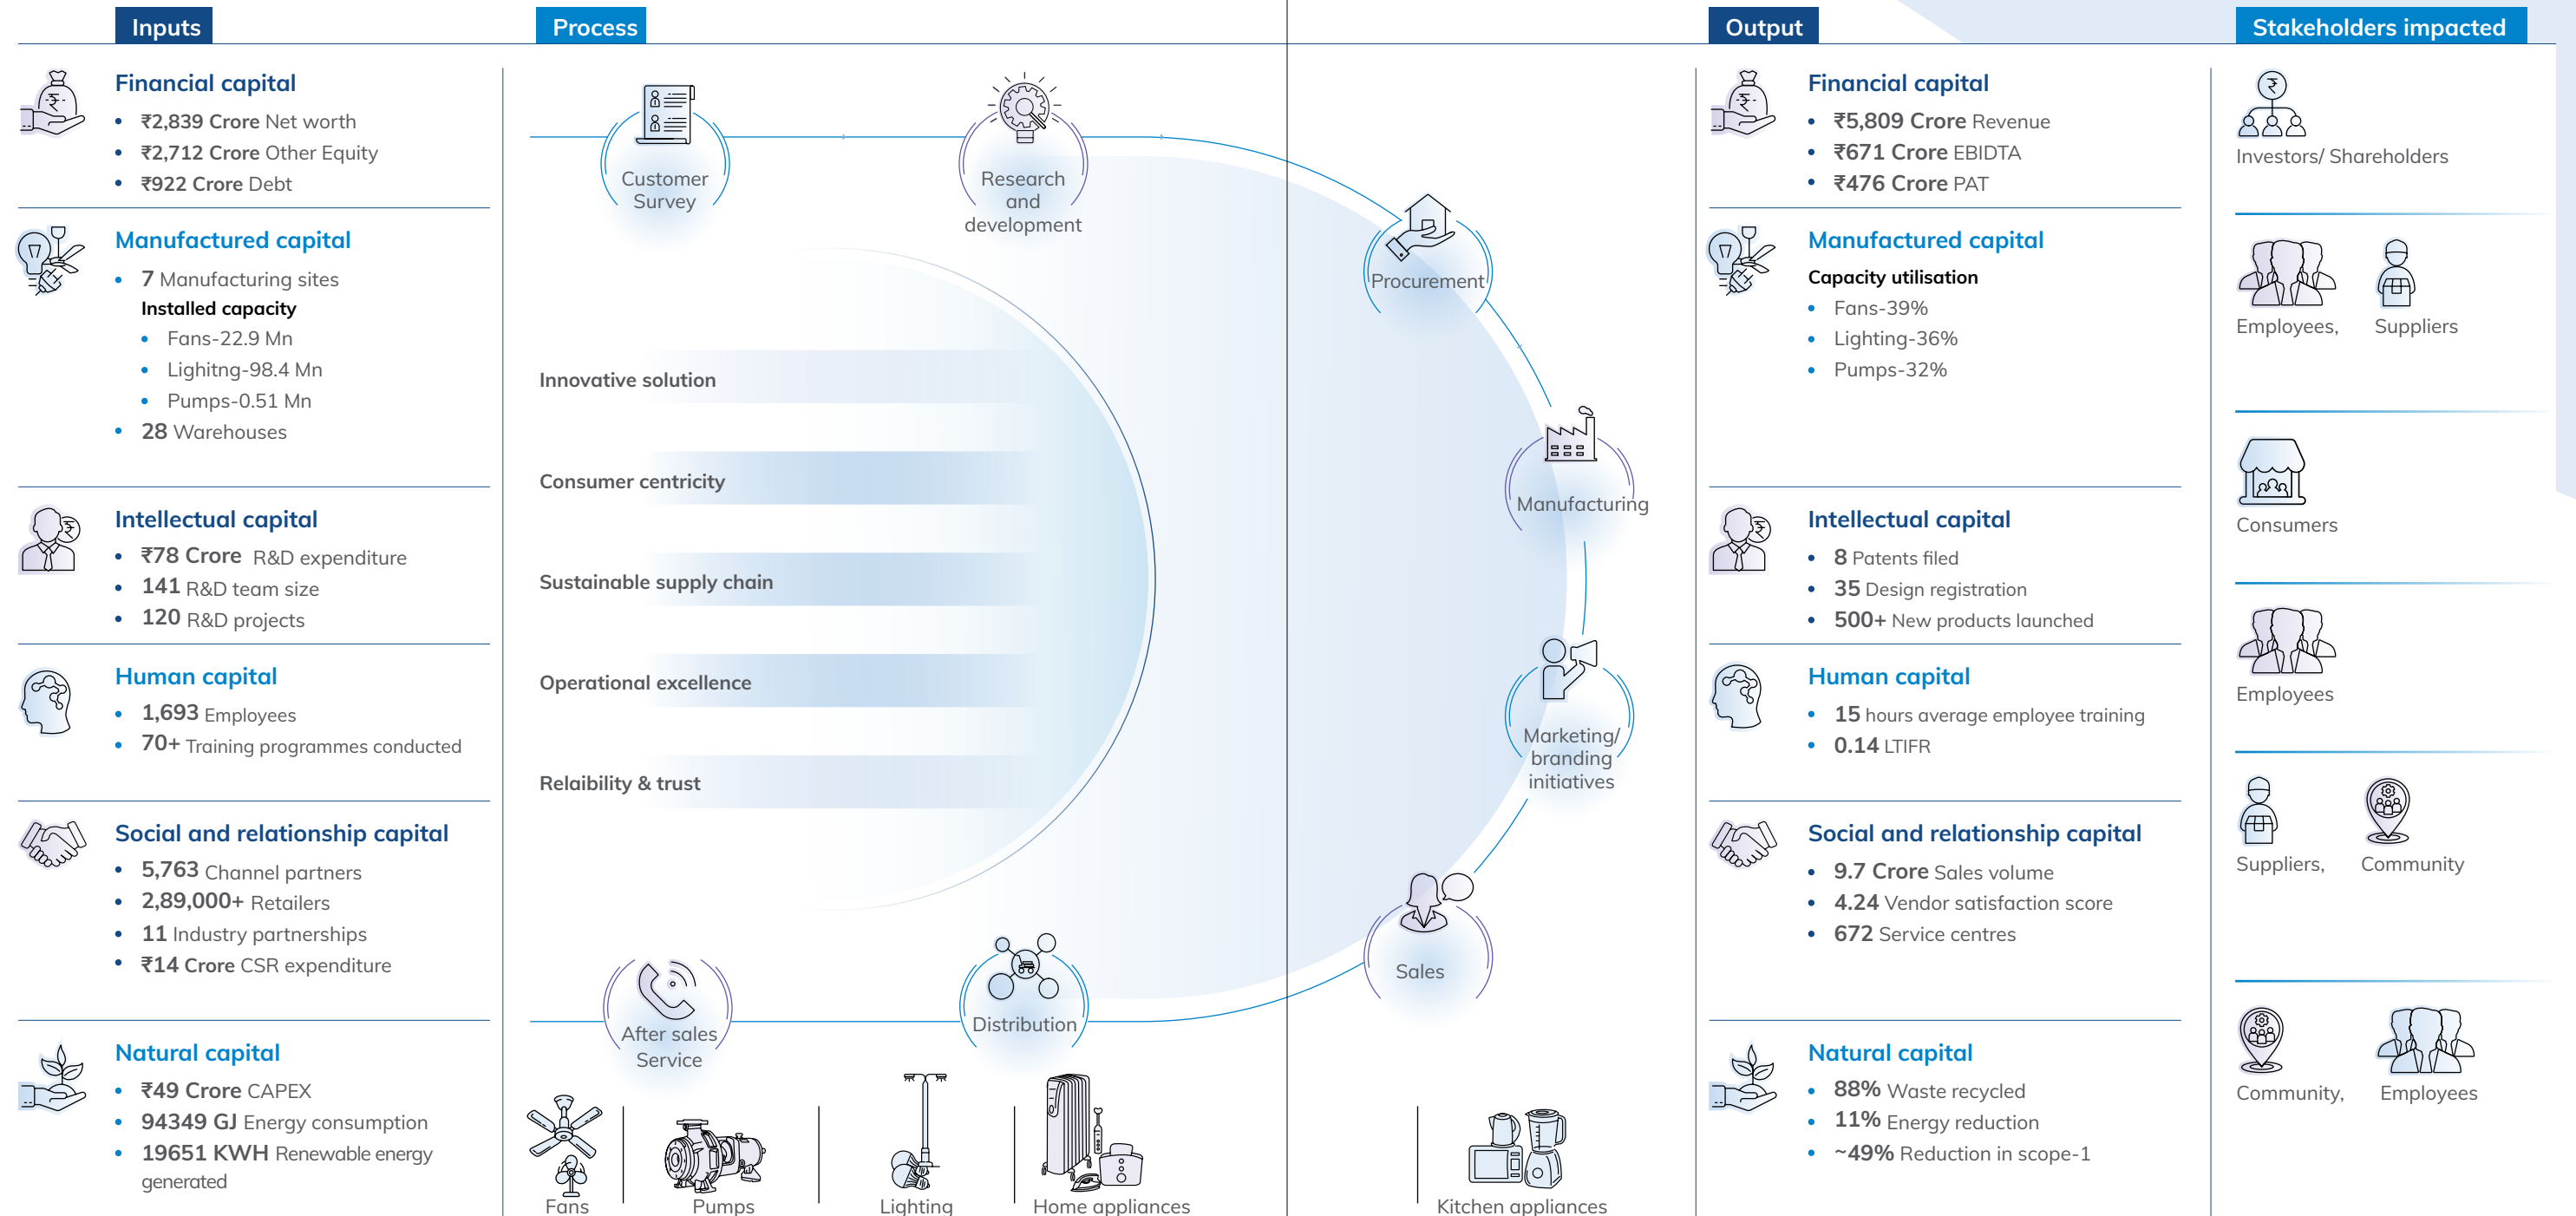 Inputs
Financial capital
• ₹2,839 Crore Net worth
• ₹2,712 Crore Other Equity
• ₹922 Crore Debt
Manufactured capital
• 7 Manufacturing sites
Installed capacity
• Fans-22.9 Mn
• Lighitng-98.4 Mn
• Pumps-0.51 Mn
• 28 Warehouses
Intellectual capital
• ₹78 Crore R&D expenditure
• 141 R&D team size
• 120 R&D projects
Human capital
• 1,693 Employees
• 70+ Training programmes conducted
Social and relationship capital
• 5,763 Channel partners
• 2,89,000+ Retailers
• 11 Industry partnerships
• ₹14 Crore CSR expenditure
Natural capital
• ₹49 Crore CAPEX
• 94349 GJ Energy consumption
• 19651 KWH Renewable energy
generated
Process
Customer
Survey
Research
and
development
Procurement
Manufacturing
Marketing/
branding
initiatives
Sales
Distribution
After sales
Service
Innovative solution
Consumer centricity
Sustainable supply chain
Operational excellence
Relaibility & trust
Fans
Pumps
Lighting
Home appliances
Kitchen appliances
Output
Financial capital
• ₹5,809 Crore Revenue
• ₹671 Crore EBIDTA
• ₹476 Crore PAT
Manufactured capital
Capacity utilisation
• Fans-39%
• Lighting-36%
• Pumps-32%
Intellectual capital
• 8 Patents filed
• 35 Design registration
• 500+ New products launched
Human capital
• 15 hours average employee training
• 0.14 LTIFR
Social and relationship capital
• 9.7 Crore Sales volume
• 4.24 Vendor satisfaction score
• 672 Service centres
Natural capital
• 88% Waste recycled
• 11% Energy reduction
• ~49% Reduction in scope-1
Stakeholders impacted
Investors/ Shareholders
Employees, Suppliers
Consumers
Employees
Suppliers, Community
Community, Employees